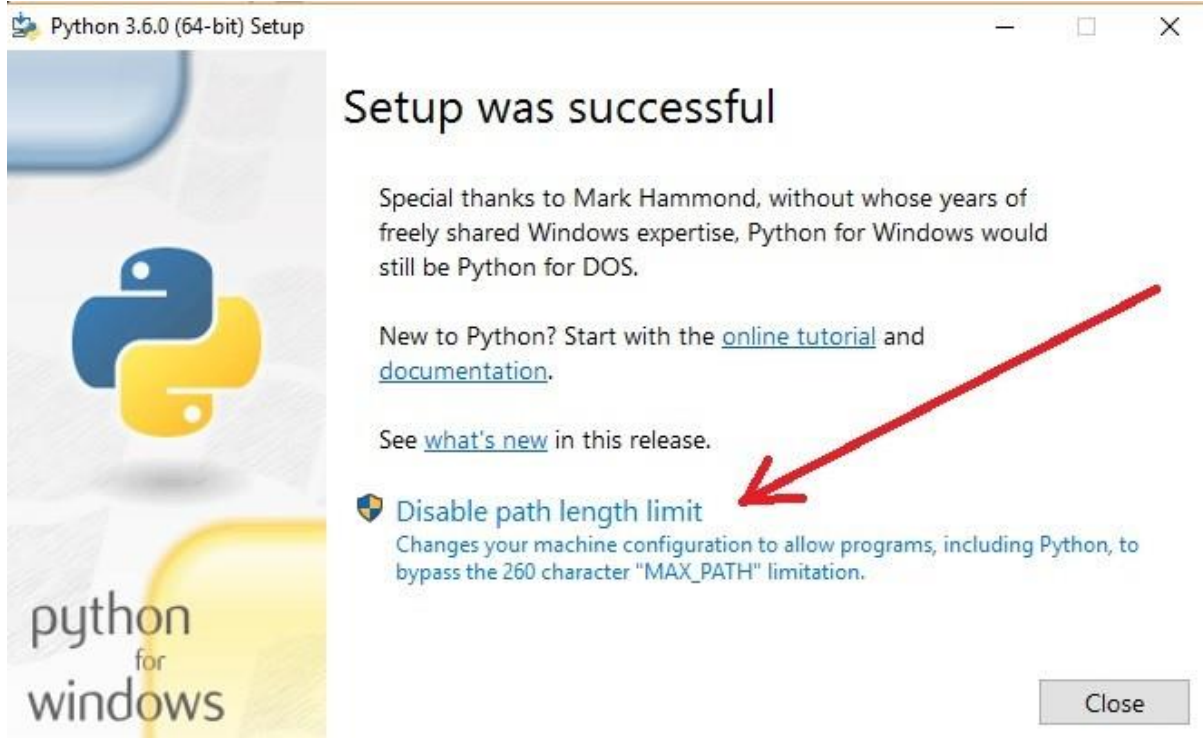 Python 3.6.0 (64-bit) Setup
Setup was successful
Special thanks to Mark Hammond, without whose years of
freely shared Windows expertise, Python for Windows would
still be Python for DOS.
New to Python? Start with the online tutorial and
documentation.
See what's new in this release.
Disable path length limit
Changes your machine configuration to allow programs, including Python, to
bypass the 260 character "MAX_PATH" limitation.
python
for
windows
Close